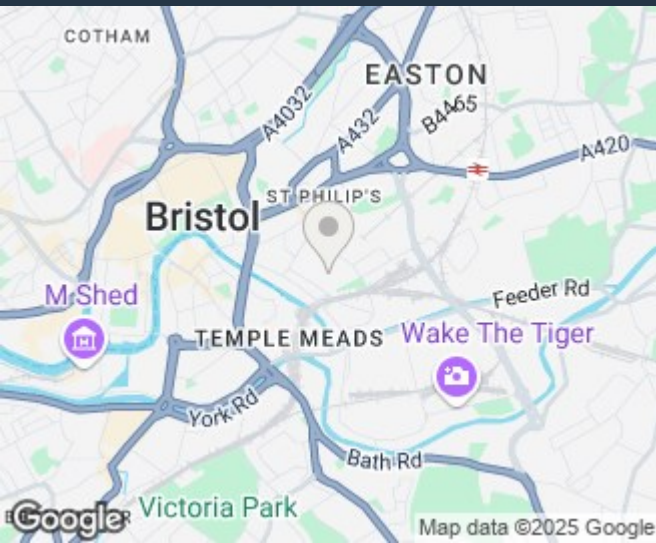 COTHAM
EASTON
A4032
A432
B4465
A420
ST PHILIP'S
Bristol
M Shed
Feeder Rd
TEMPLE MEADS
Wake The Tiger
York Rd
Bath Rd
Victoria Park
Google
Map data ©2025 Google